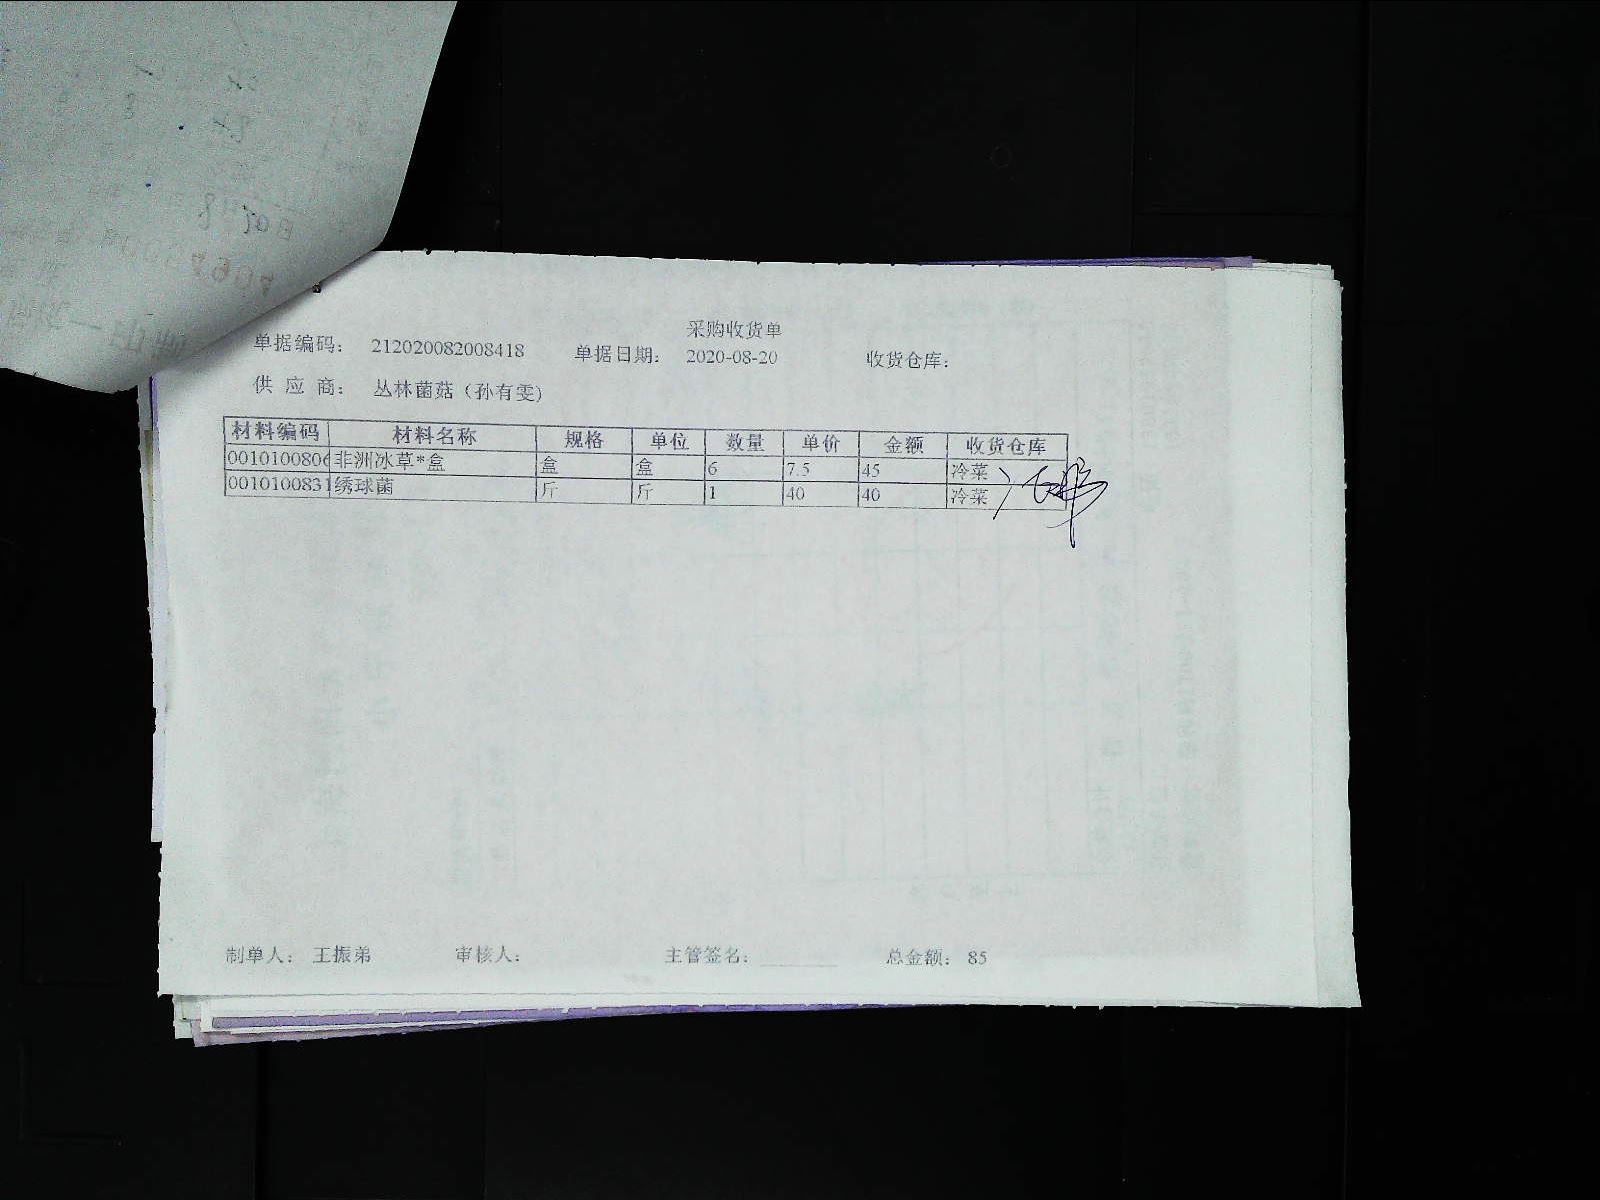 采购收货单
单据编码： 212020082008418 单据日期： 2020-08-20 收货仓库：
供 应 商： 丛林菌菇（孙有雯）
材料编码 材料名称 规格 单位 数量 单价 金额 收货仓库
0010100806 非洲冰草*盒 盒 盒 6 7.5 45 冷菜
0010100831 绣球菌 斤 斤 1 40 40 冷菜
制单人： 王振弟 审核人： 主管签名： 总金额： 85